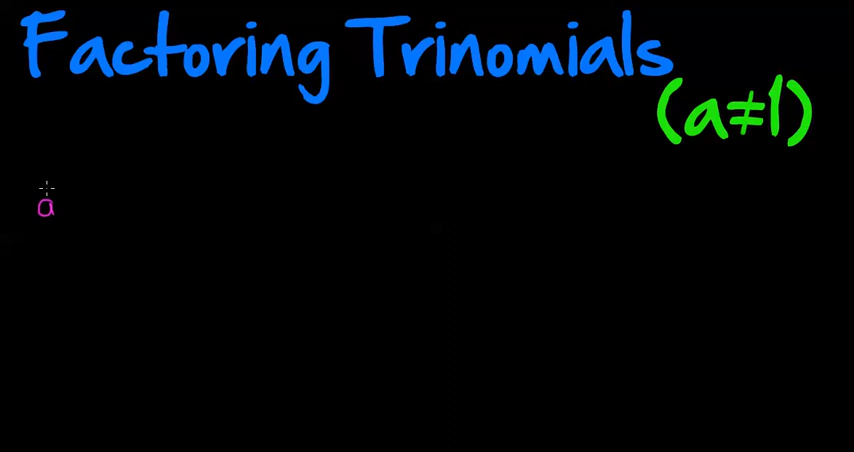 Factoring Trinomials
(a≠1)
a